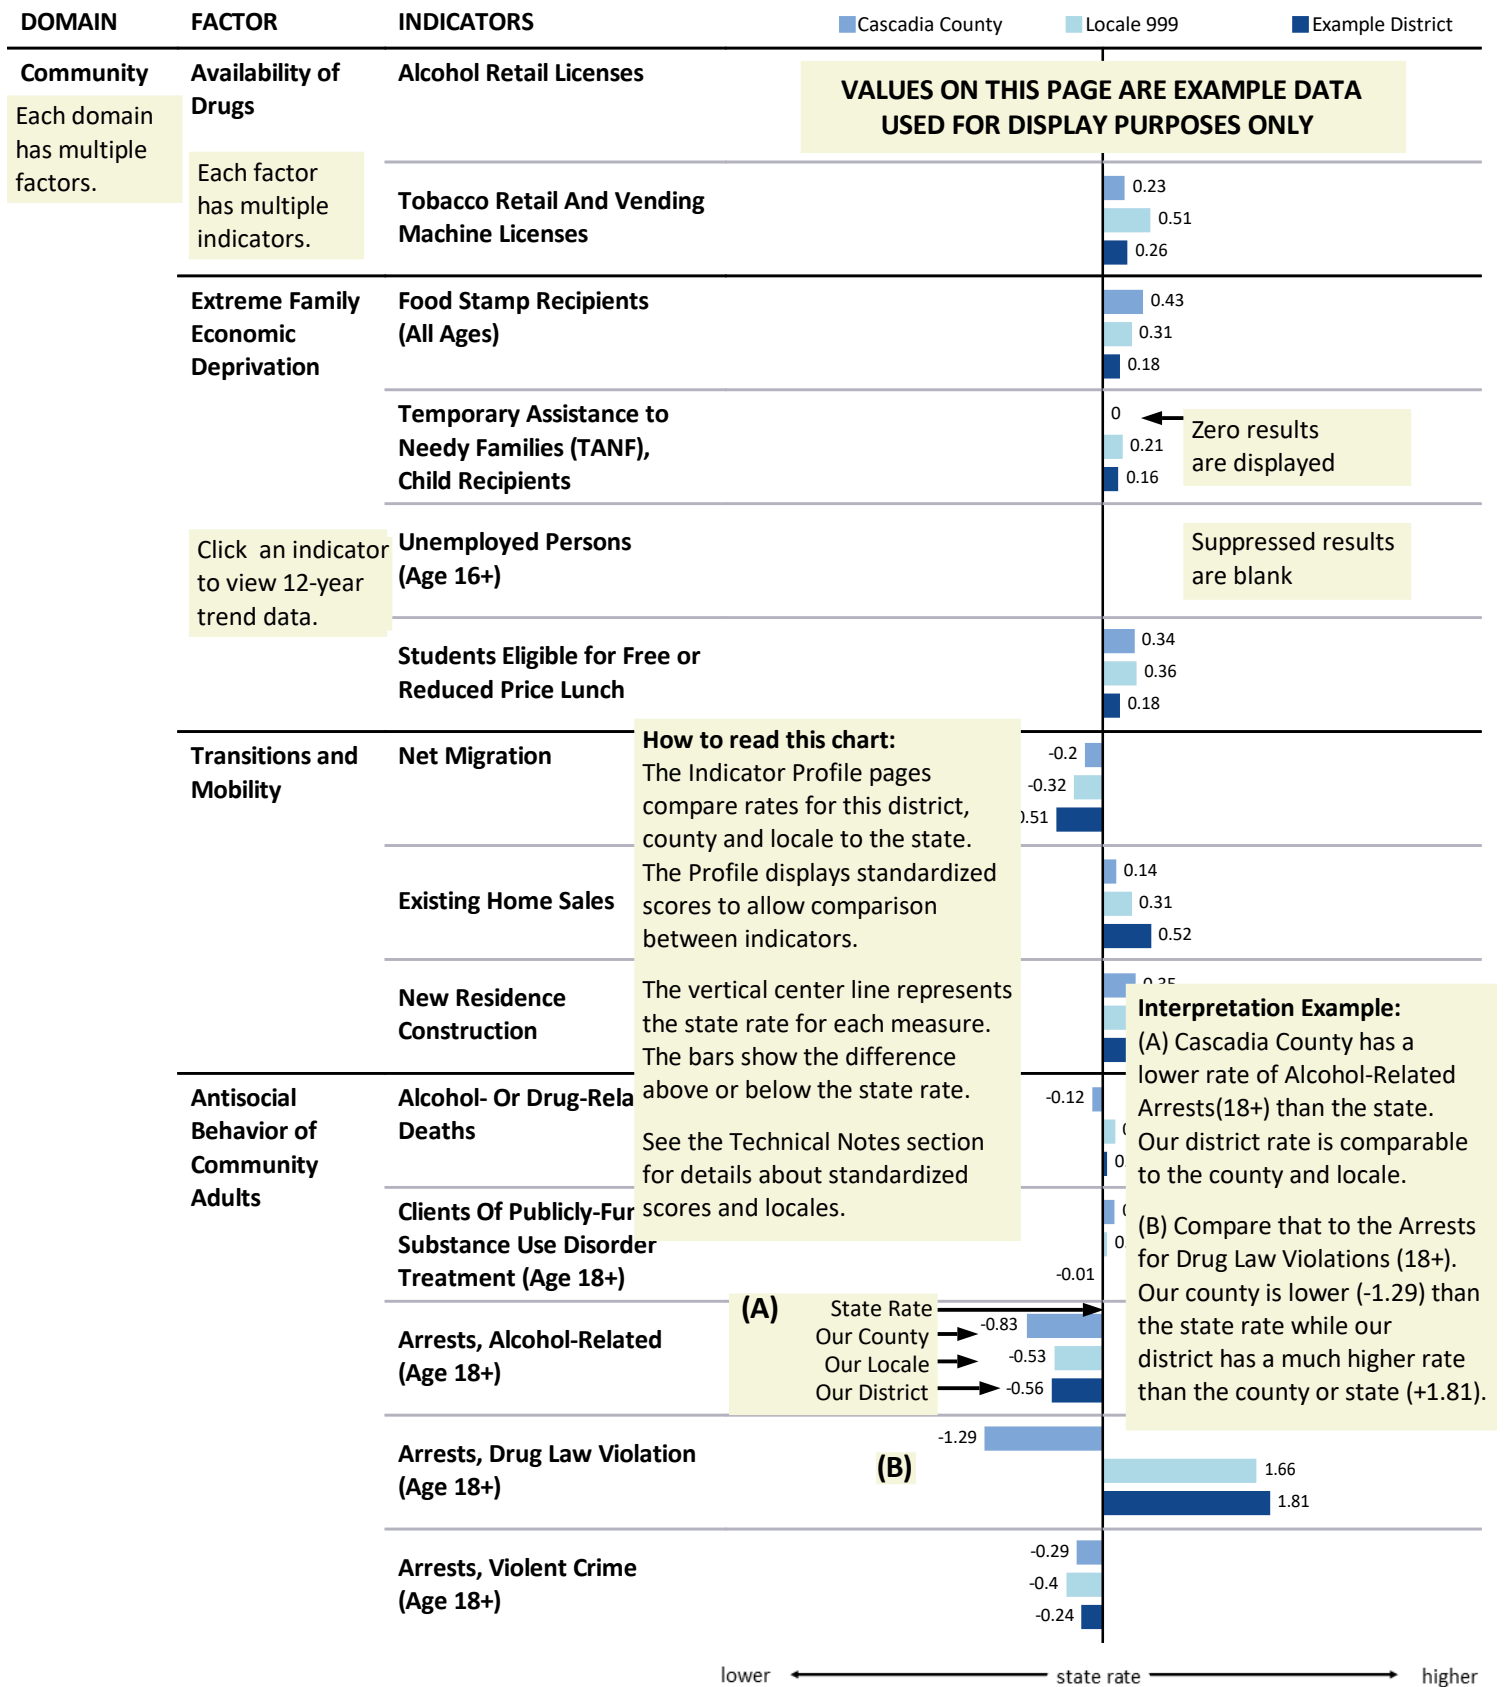 DOMAIN FACTOR INDICATORS Cascadia County Locale 999 Example District
Community
Each domain
has multiple
factors.
Availability of
Drugs
Each factor
has multiple
indicators.
Alcohol Retail Licenses
VALUES ON THIS PAGE ARE EXAMPLE DATA
USED FOR DISPLAY PURPOSES ONLY
Tobacco Retail And Vending
Machine Licenses
0.23
0.51
0.26
Extreme Family
Economic
Deprivation
Food Stamp Recipients
(All Ages)
0.43
0.31
0.18
Temporary Assistance to
Needy Families (TANF),
Child Recipients
0
0.21
0.16
Zero results
are displayed
Click an indicator
to view 12-year
trend data.
Unemployed Persons
(Age 16+)
Suppressed results
are blank
Students Eligible for Free or
Reduced Price Lunch
0.34
0.36
0.18
Transitions and
Mobility
Net Migration
-0.2
-0.32
0.51
How to read this chart:
The Indicator Profile pages
compare rates for this district,
county and locale to the state.
The Profile displays standardized
scores to allow comparison
between indicators.
The vertical center line represents
the state rate for each measure.
The bars show the difference
above or below the state rate.
See the Technical Notes section
for details about standardized
scores and locales.
Existing Home Sales
0.14
0.31
0.52
New Residence
Construction
Interpretation Example:
(A) Cascadia County has a
lower rate of Alcohol-Related
Arrests(18+) than the state.
Our district rate is comparable
to the county and locale.
(B) Compare that to the Arrests
for Drug Law Violations (18+).
Our county is lower (-1.29) than
the state rate while our
district has a much higher rate
than the county or state (+1.81).
Antisocial
Behavior of
Community
Adults
Alcohol- Or Drug-Rela
Deaths
-0.12
Clients Of Publicly-Fun
Substance Use Disorder
Treatment (Age 18+)
-0.01
Arrests, Alcohol-Related
(Age 18+)
(A)
State Rate
Our County
Our Locale
Our District
-0.83
-0.53
-0.56
Arrests, Drug Law Violation
(Age 18+)
(B)
-1.29
1.66
1.81
Arrests, Violent Crime
(Age 18+)
-0.29
-0.4
-0.24
lower state rate higher